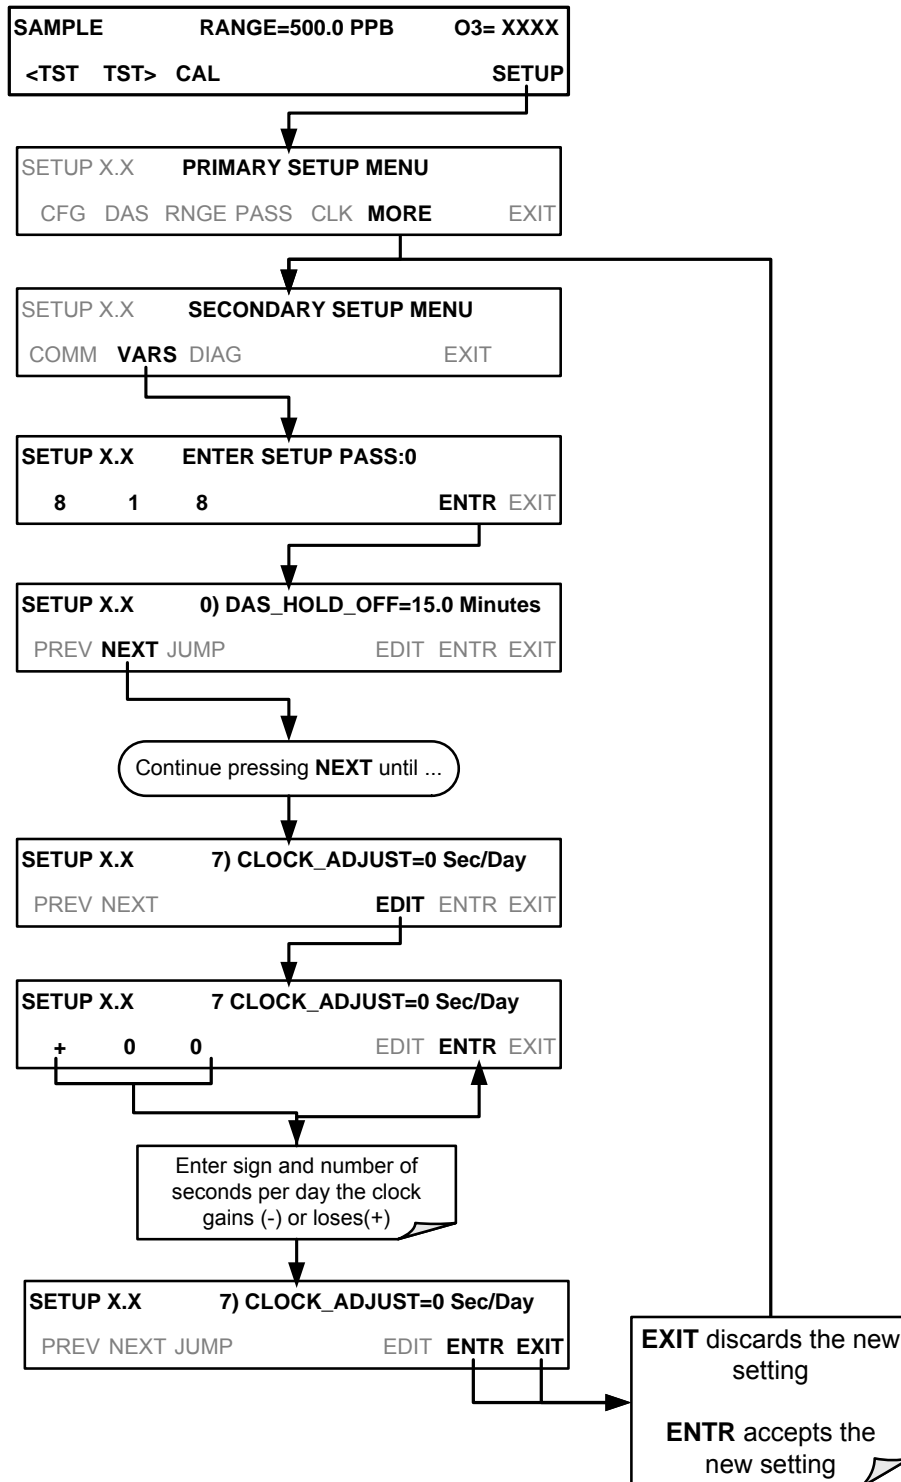 SAMPLE RANGE=500.0 PPB O3= XXXX
<TST TST> CAL SETUP
SETUP X.X PRIMARY SETUP MENU
CFG DAS RNGE PASS CLK MORE EXIT
SETUP X.X SECONDARY SETUP MENU
COMM VARS DIAG EXIT
SETUP X.X ENTER SETUP PASS:0
8 1 8 ENTR EXIT
SETUP X.X 0) DAS_HOLD_OFF=15.0 Minutes
PREV NEXT JUMP EDIT ENTR EXIT
Continue pressing NEXT until ...
SETUP X.X 7) CLOCK_ADJUST=0 Sec/Day
PREV NEXT EDIT ENTR EXIT
SETUP X.X 7 CLOCK_ADJUST=0 Sec/Day
+ 0 0 EDIT ENTR EXIT
Enter sign and number of
seconds per day the clock
gains (-) or loses(+)
SETUP X.X 7) CLOCK_ADJUST=0 Sec/Day
PREV NEXT JUMP EDIT ENTR EXIT
EXIT discards the new
setting
ENTR accepts the
new setting